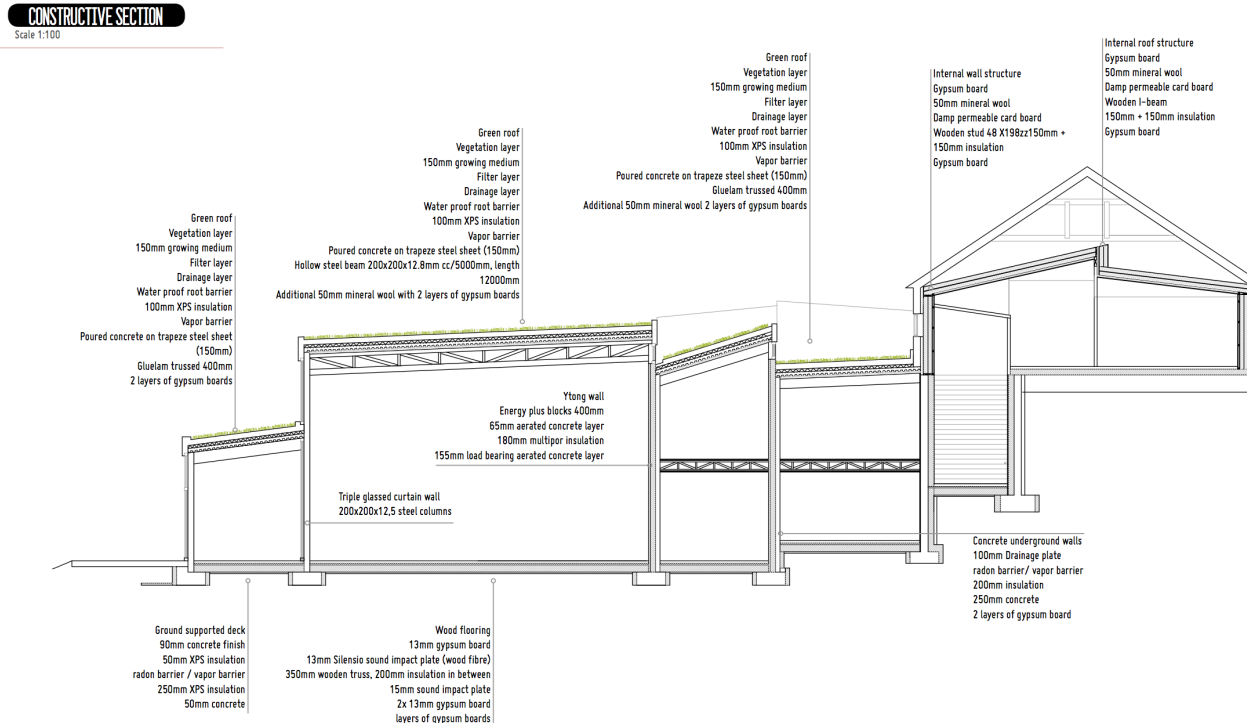 CONSTRUCTIVE SECTION
Scale 1:100
Green roof
Vegetation layer
150mm growing medium
Filter layer
Drainage layer
Water proof root barrier
100mm XPS insulation
Vapor barrier
Poured concrete on trapeze steel sheet
(150mm)
Gluelam trussed 400mm
2 layers of gypsum boards
Green roof
Vegetation layer
150mm growing medium
Filter layer
Drainage layer
Water proof root barrier
100mm XPS insulation
Vapor barrier
Poured concrete on trapeze steel sheet (150mm)
Hollow steel beam 200x200x12.8mm cc/5000mm, length
12000mm
Additional 50mm mineral wool with 2 layers of gypsum boards
Green roof
Vegetation layer
150mm growing medium
Filter layer
Drainage layer
Water proof root barrier
100mm XPS insulation
Vapor barrier
Poured concrete on trapeze steel sheet (150mm)
Gluelam trussed 400mm
Additional 50mm mineral wool 2 layers of gypsum boards
Internal wall structure
Gypsum board
50mm mineral wool
Damp permeable card board
Wooden stud 48 X198zz150mm +
150mm insulation
Gypsum board
Internal roof structure
Gypsum board
50mm mineral wool
Damp permeable card board
Wooden I-beam
150mm + 150mm insulation
Gypsum board
Ytong wall
Energy plus blocks 400mm
65mm aerated concrete layer
180mm multipor insulation
155mm load bearing aerated concrete layer
Triple glassed curtain wall
200x200x12,5 steel columns
Concrete underground walls
100mm Drainage plate
radon barrier/ vapor barrier
200mm insulation
250mm concrete
2 layers of gypsum board
Ground supported deck
90mm concrete finish
50mm XPS insulation
radon barrier / vapor barrier
250mm XPS insulation
50mm concrete
Wood flooring
13mm gypsum board
13mm Silensio sound impact plate (wood fibre)
350mm wooden truss, 200mm insulation in between
15mm sound impact plate
2x 13mm gypsum board
layers of gypsum boards